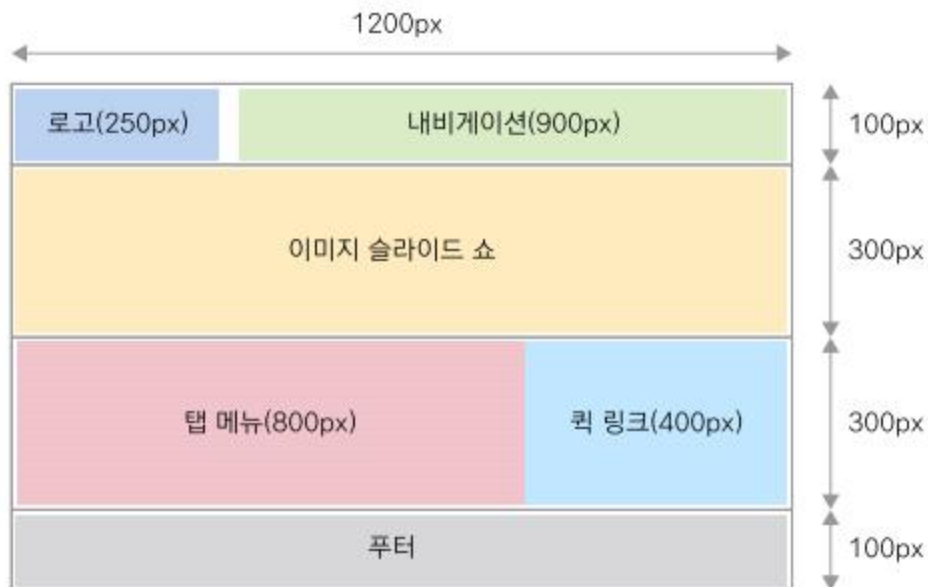 1200px
로고(250px)
내비게이션(900px)
100px
이미지 슬라이드 쇼
300px
탭 메뉴(800px)
퀵 링크(400px)
300px
푸터
100px